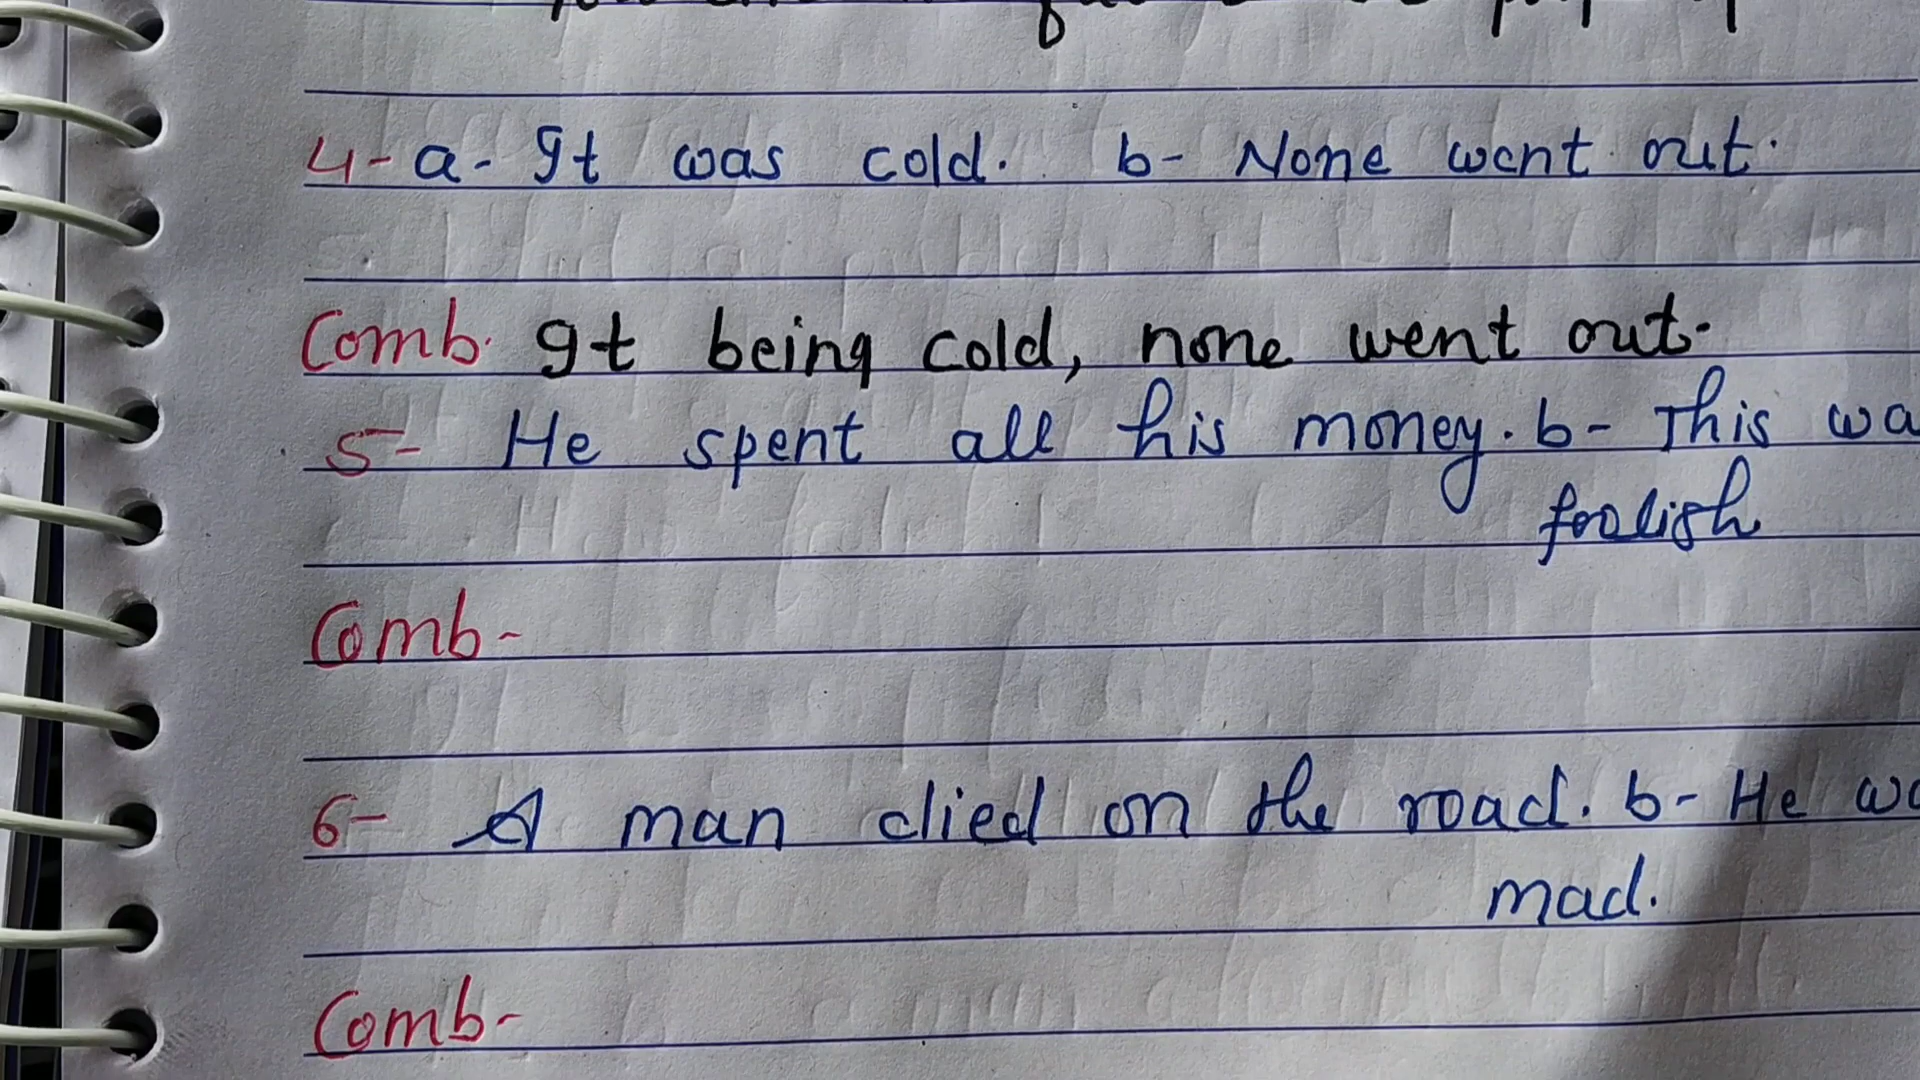 4- a- It was cold. b- None went out.
Comb. It being cold, none went out.
5- He spent all his money. b- This wa
foolish
Comb-
6- A man died on the road. b- He wa
mad.
Comb-